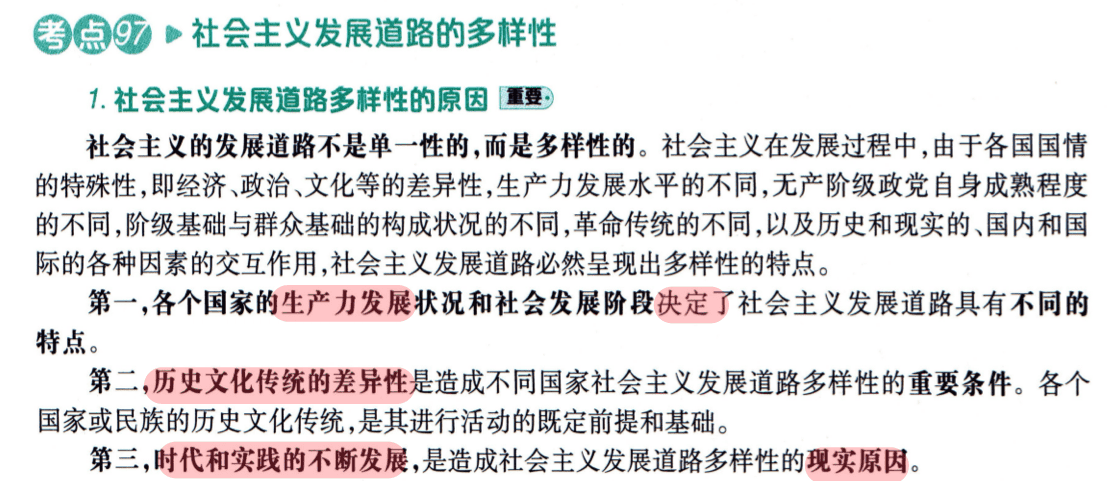 考点97 ▶ 社会主义发展道路的多样性
1. 社会主义发展道路多样性的原因 重要
社会主义的发展道路不是单一性的,而是多样性的。社会主义在发展过程中,由于各国国情
的特殊性,即经济、政治、文化等的差异性,生产力发展水平的不同,无产阶级政党自身成熟程度
的不同,阶级基础与群众基础的构成状况的不同,革命传统的不同,以及历史和现实的、国内和国
际的各种因素的交互作用,社会主义发展道路必然呈现出多样性的特点。
第一,各个国家的生产力发展状况和社会发展阶段决定了社会主义发展道路具有不同的
特点。
第二,历史文化传统的差异性是造成不同国家社会主义发展道路多样性的重要条件。各个
国家或民族的历史文化传统,是其进行活动的既定前提和基础。
第三,时代和实践的不断发展,是造成社会主义发展道路多样性的现实原因。